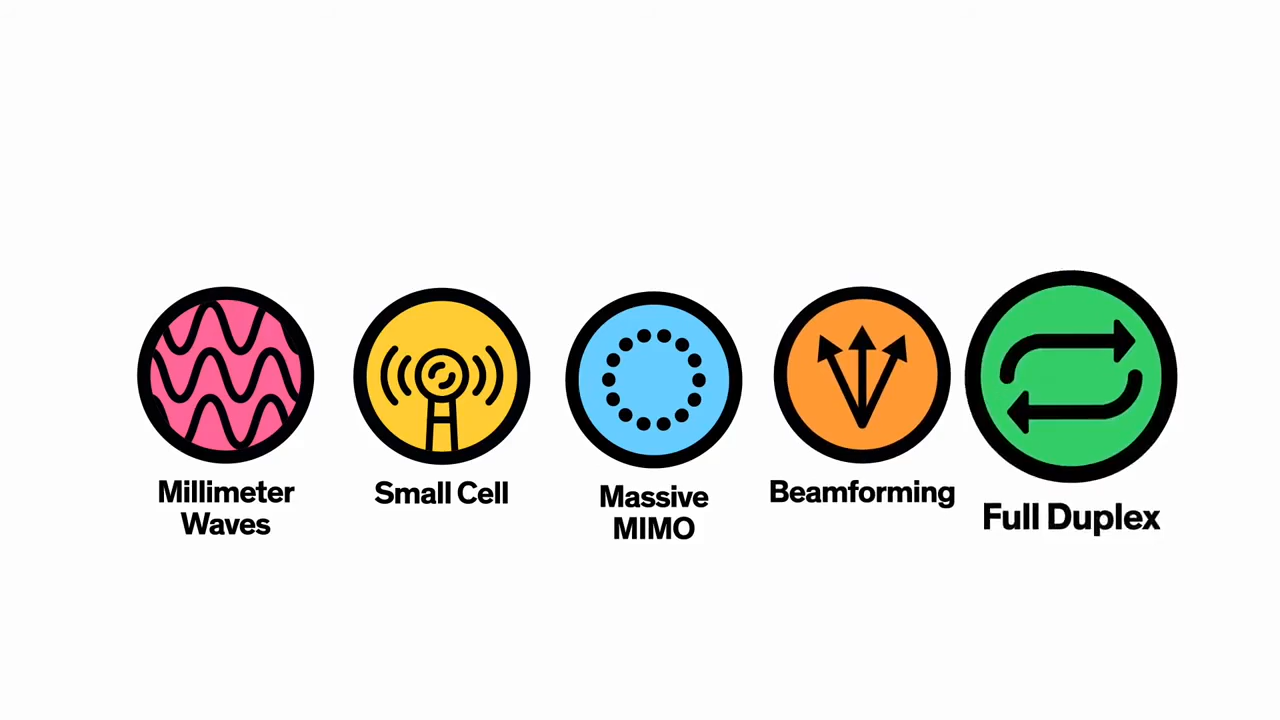 Millimeter
Waves
Small Cell
Massive
MIMO
Beamforming
Full Duplex